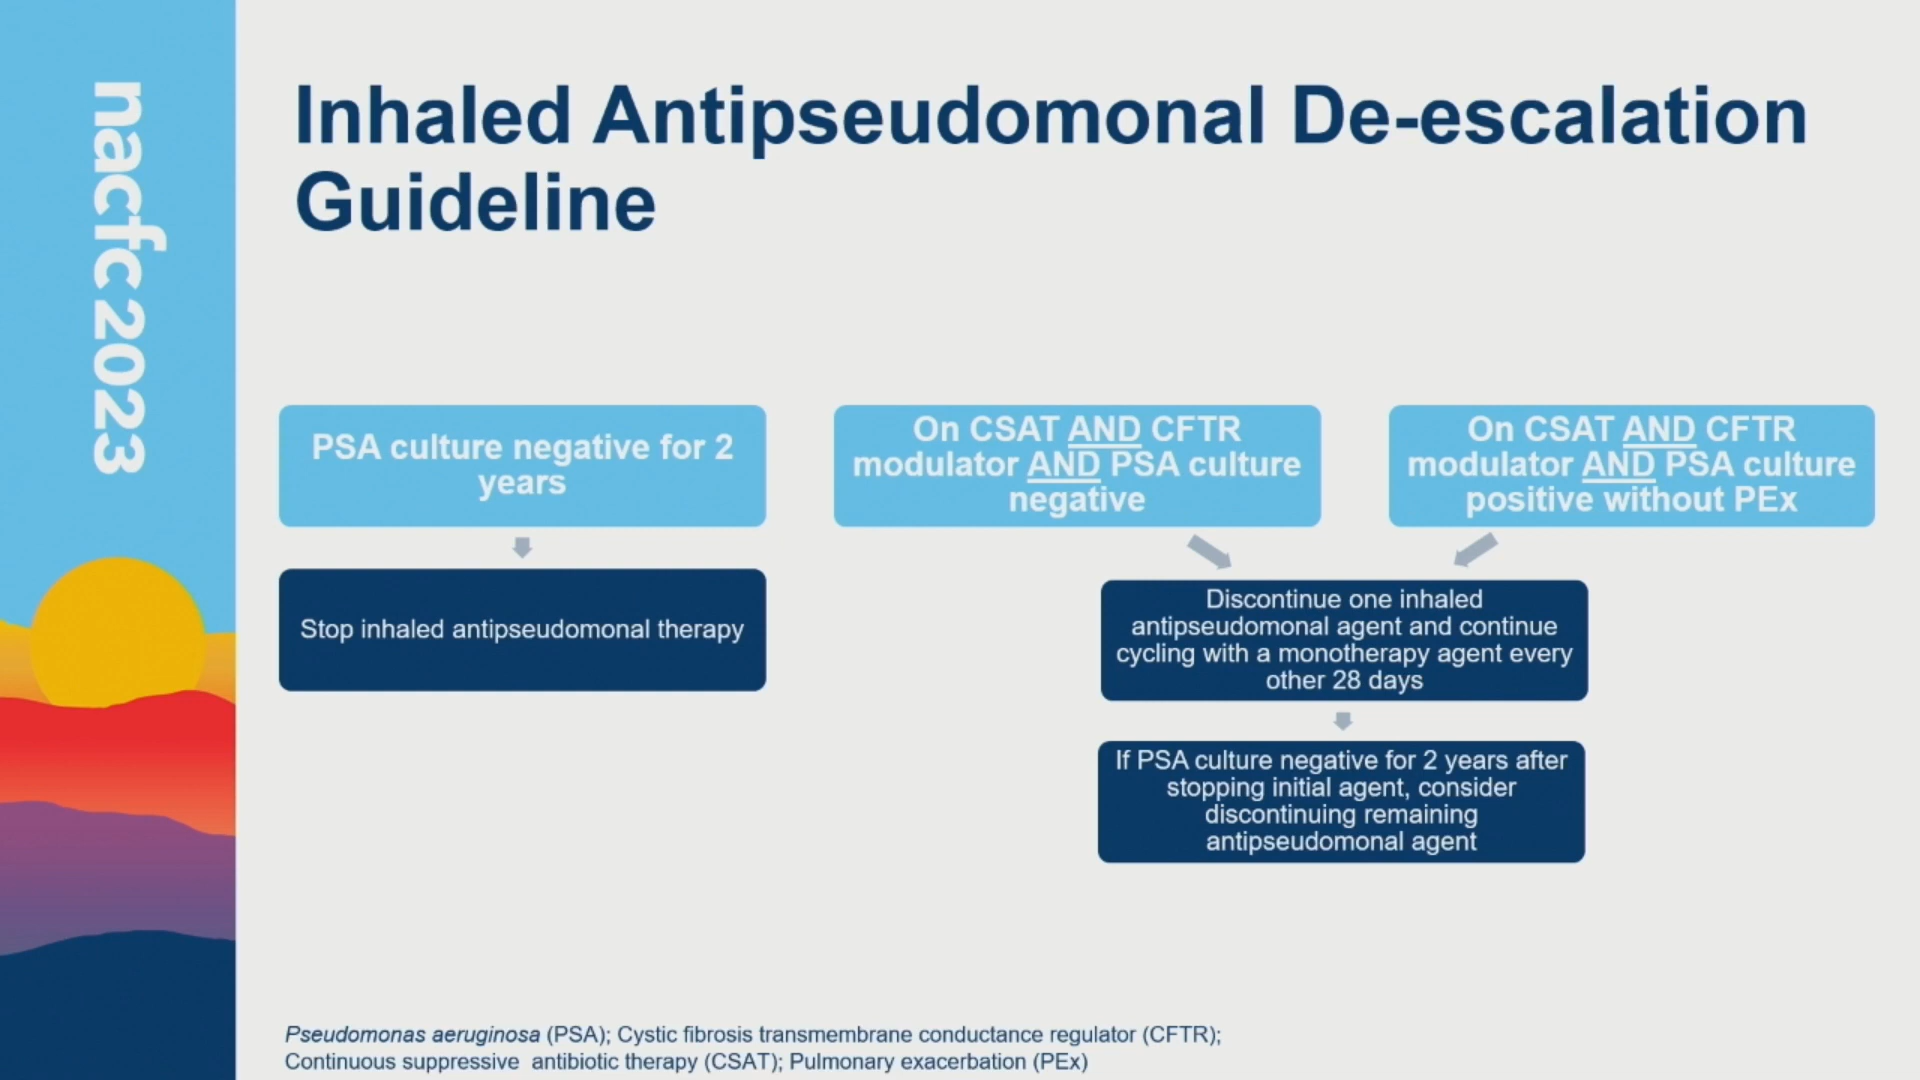 nacfc 2023
Inhaled Antipseudomonal De-escalation
Guideline
PSA culture negative for 2
years
Stop inhaled antipseudomonal therapy
On CSAT AND CFTR
modulator AND PSA culture
negative
On CSAT AND CFTR
modulator AND PSA culture
positive without PEx
Discontinue one inhaled
antipseudomonal agent and continue
cycling with a monotherapy agent every
other 28 days
If PSA culture negative for 2 years after
stopping initial agent, consider
discontinuing remaining
antipseudomonal agent
Pseudomonas aeruginosa (PSA); Cystic fibrosis transmembrane conductance regulator (CFTR);
Continuous suppressive  antibiotic therapy (CSAT); Pulmonary exacerbation (PEx)